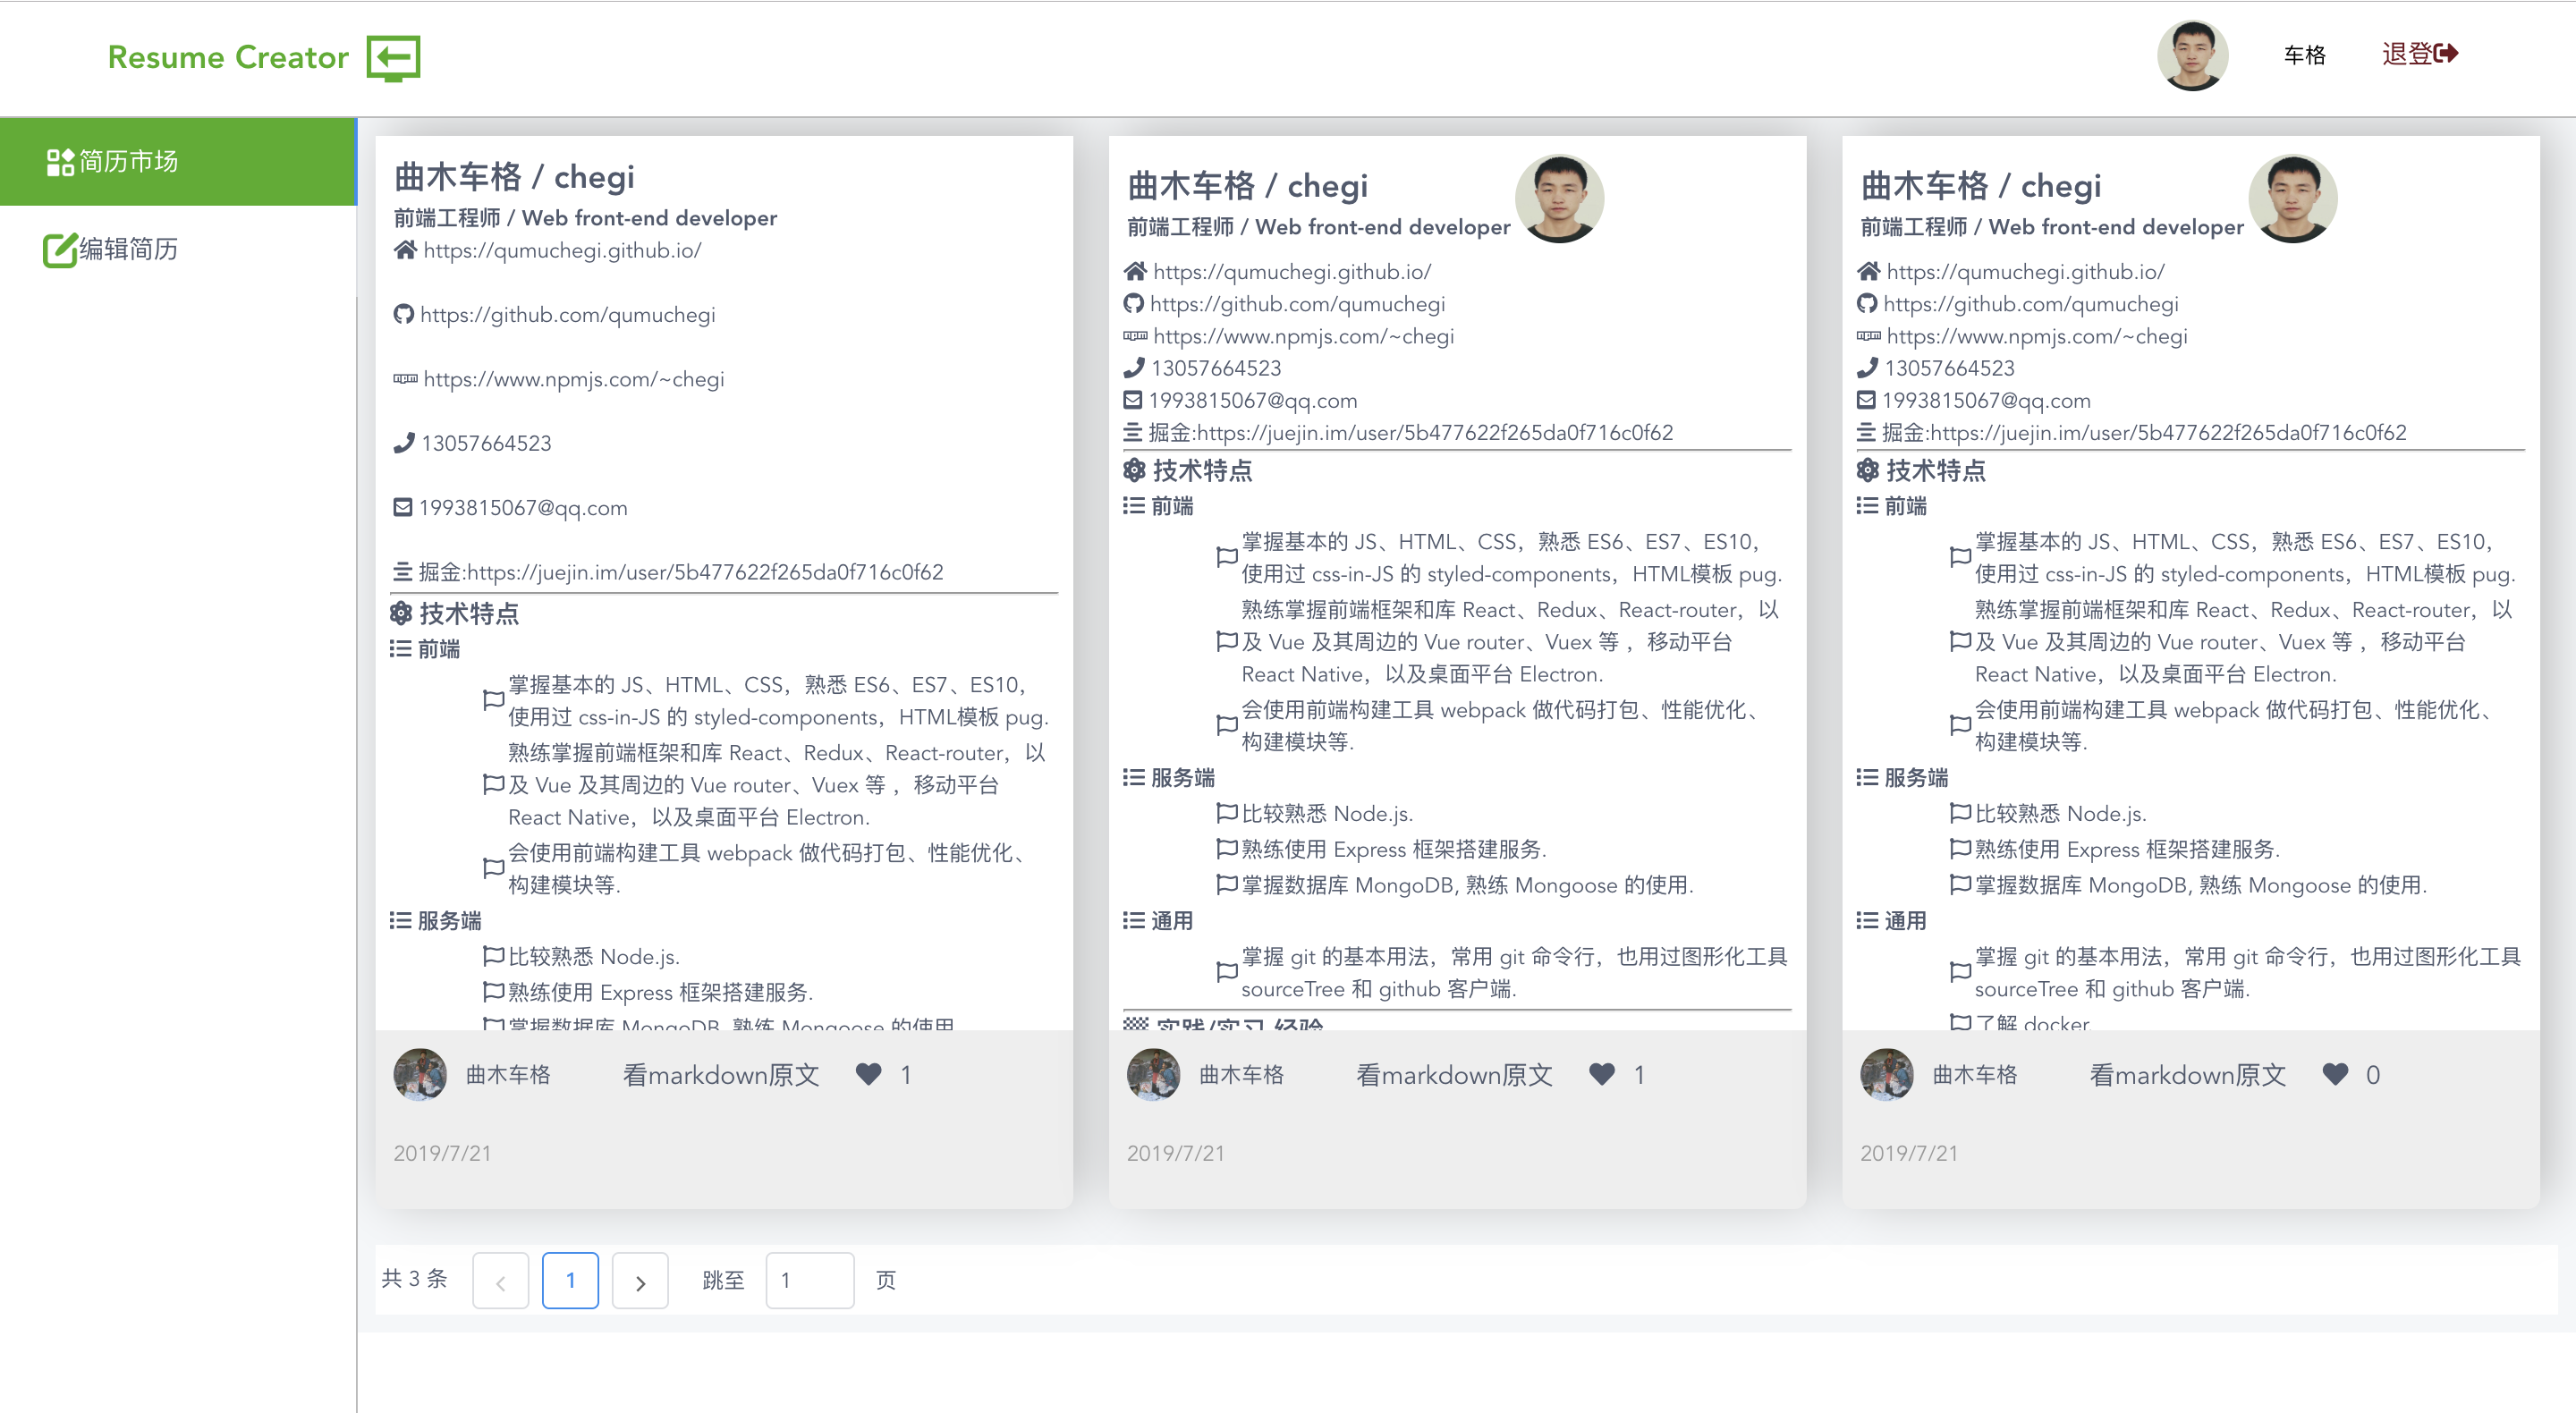 Resume Creator
车格
退登
简历市场
编辑简历
曲木车格 / chegi
前端工程师 / Web front-end developer
https://qumuchegi.github.io/
https://github.com/qumuchegi
https://www.npmjs.com/~chegi
13057664523
1993815067@qq.com
掘金:https://juejin.im/user/5b477622f265da0f716c0f62
技术特点
前端
掌握基本的 JS、HTML、CSS，熟悉 ES6、ES7、ES10，
使用过 css-in-JS 的 styled-components，HTML模板 pug.
熟练掌握前端框架和库 React、Redux、React-router，以
及 Vue 及其周边的 Vue router、Vuex 等 ，移动平台
React Native，以及桌面平台 Electron.
会使用前端构建工具 webpack 做代码打包、性能优化、
构建模块等.
服务端
比较熟悉 Node.js.
熟练使用 Express 框架搭建服务.
掌握数据库 MongoDB, 熟练 Mongoose 的使用.
曲木车格
看markdown原文
1
2019/7/21
曲木车格 / chegi
前端工程师 / Web front-end developer
https://qumuchegi.github.io/
https://github.com/qumuchegi
https://www.npmjs.com/~chegi
13057664523
1993815067@qq.com
掘金:https://juejin.im/user/5b477622f265da0f716c0f62
技术特点
前端
掌握基本的 JS、HTML、CSS，熟悉 ES6、ES7、ES10，
使用过 css-in-JS 的 styled-components，HTML模板 pug.
熟练掌握前端框架和库 React、Redux、React-router，以
及 Vue 及其周边的 Vue router、Vuex 等 ，移动平台
React Native，以及桌面平台 Electron.
会使用前端构建工具 webpack 做代码打包、性能优化、
构建模块等.
服务端
比较熟悉 Node.js.
熟练使用 Express 框架搭建服务.
掌握数据库 MongoDB, 熟练 Mongoose 的使用.
通用
掌握 git 的基本用法，常用 git 命令行，也用过图形化工具
sourceTree 和 github 客户端.
实践/实习 经验
曲木车格
看markdown原文
1
2019/7/21
曲木车格 / chegi
前端工程师 / Web front-end developer
https://qumuchegi.github.io/
https://github.com/qumuchegi
https://www.npmjs.com/~chegi
13057664523
1993815067@qq.com
掘金:https://juejin.im/user/5b477622f265da0f716c0f62
技术特点
前端
掌握基本的 JS、HTML、CSS，熟悉 ES6、ES7、ES10，
使用过 css-in-JS 的 styled-components，HTML模板 pug.
熟练掌握前端框架和库 React、Redux、React-router，以
及 Vue 及其周边的 Vue router、Vuex 等 ，移动平台
React Native，以及桌面平台 Electron.
会使用前端构建工具 webpack 做代码打包、性能优化、
构建模块等.
服务端
比较熟悉 Node.js.
熟练使用 Express 框架搭建服务.
掌握数据库 MongoDB, 熟练 Mongoose 的使用.
通用
掌握 git 的基本用法，常用 git 命令行，也用过图形化工具
sourceTree 和 github 客户端.
了解 docker.
曲木车格
看markdown原文
0
2019/7/21
共 3 条
1
跳至
1
页